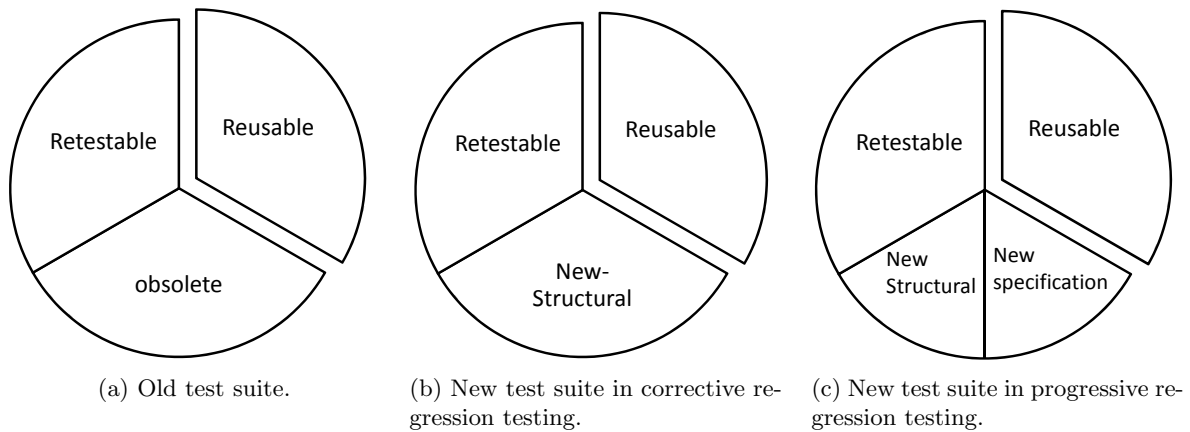 Retestable
Reusable
obsolete
(a) Old test suite.
Retestable
Reusable
New-
Structural
(b) New test suite in corrective re-
gression testing.
Retestable
Reusable
New
Structural
New
specification
(c) New test suite in progressive re-
gression testing.